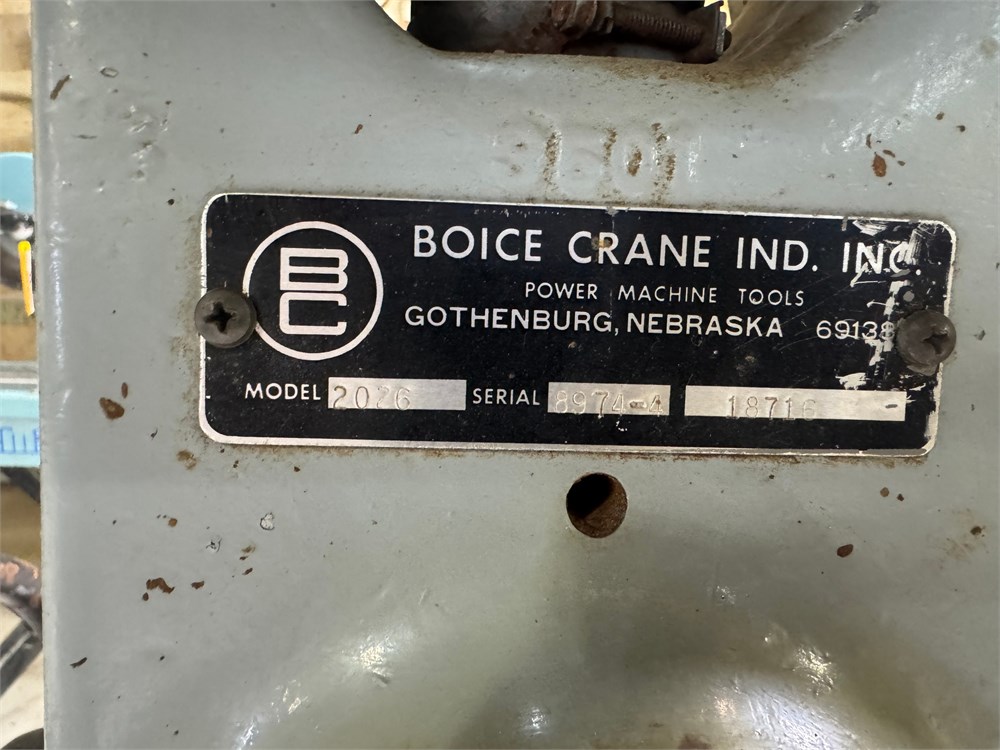 BC
BOICE CRANE IND. INC.
POWER MACHINE TOOLS
GOTHENBURG, NEBRASKA 69138
MODEL 2026 SERIAL 8974-4 18716 -